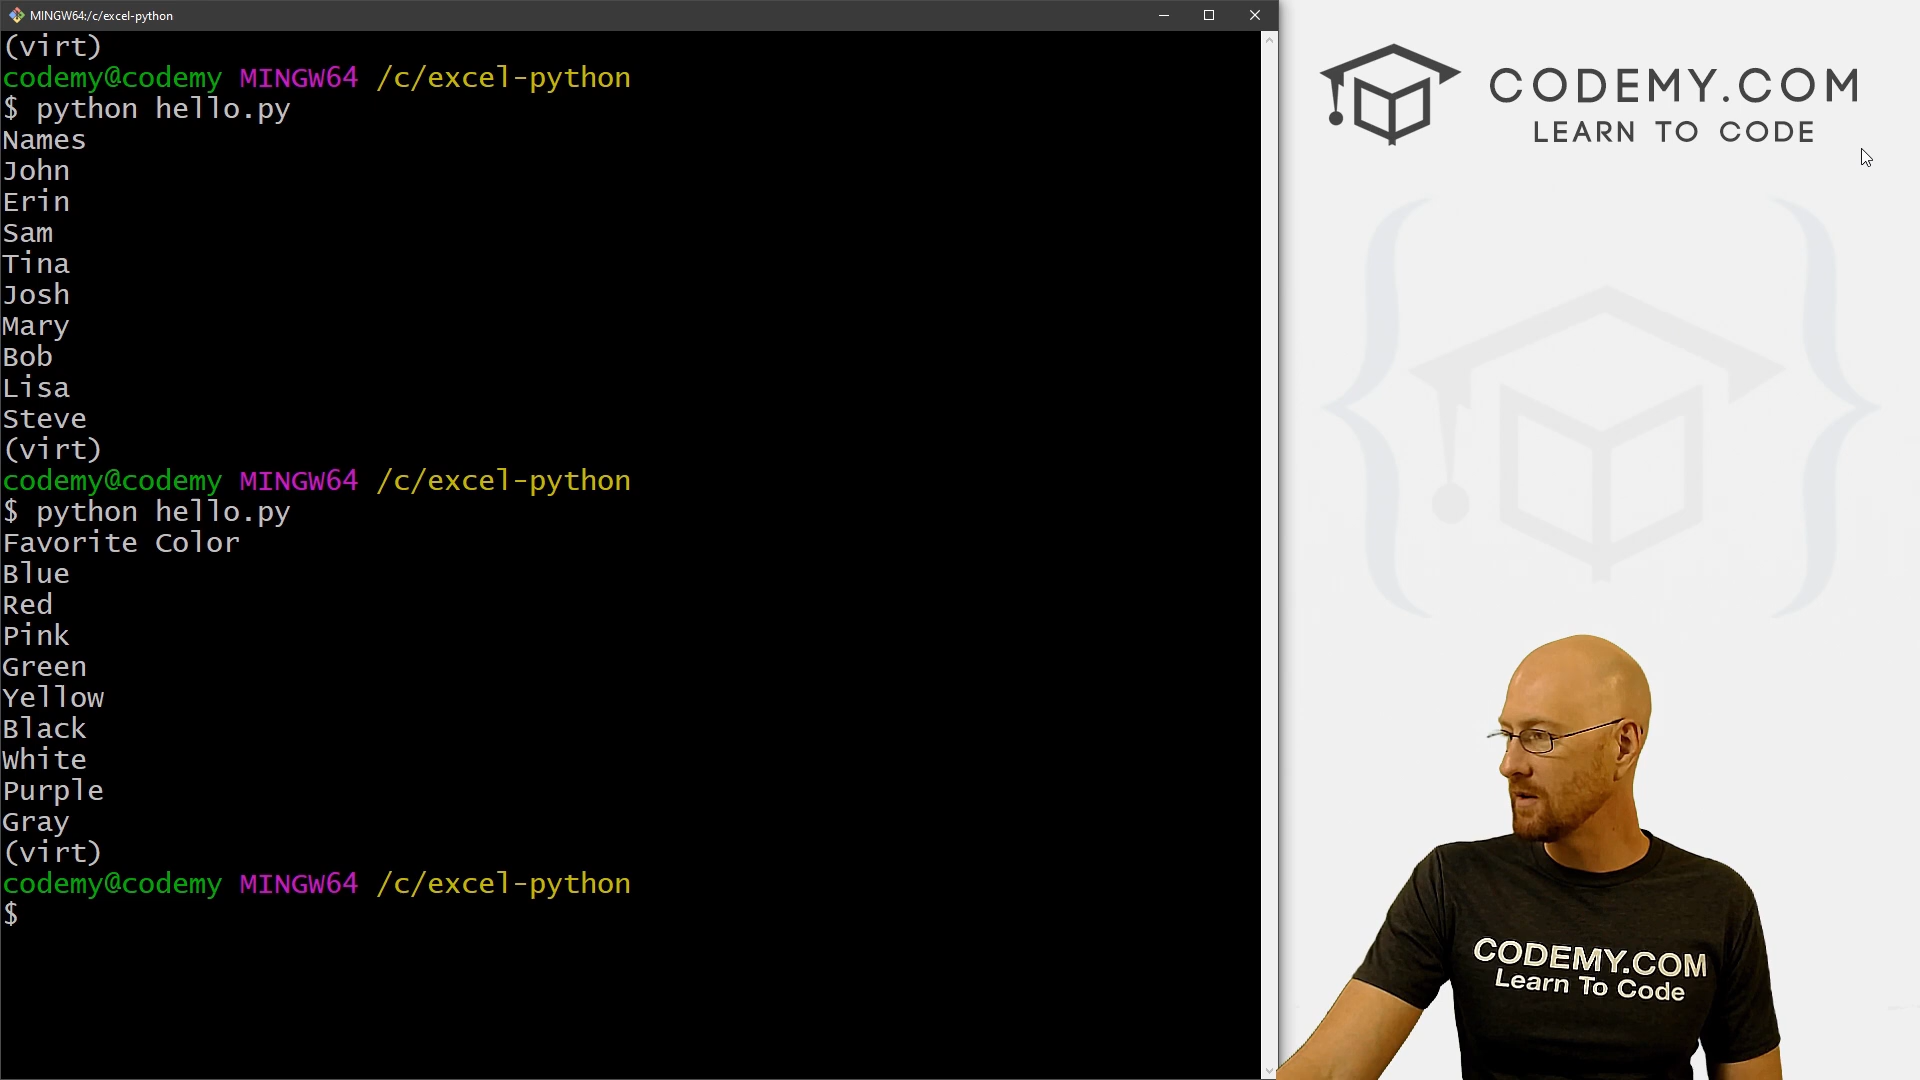 MINGW64:/c/excel-python
(virt)
codemy@codemy MINGW64 /c/excel-python
$ python hello.py
Names
John
Erin
Sam
Tina
Josh
Mary
Bob
Lisa
Steve
(virt)
codemy@codemy MINGW64 /c/excel-python
$ python hello.py
Favorite Color
Blue
Red
Pink
Green
Yellow
Black
White
Purple
Gray
(virt)
codemy@codemy MINGW64 /c/excel-python
$
CODEMY.COM
LEARN TO CODE
CODEMY.COM
Learn To Code